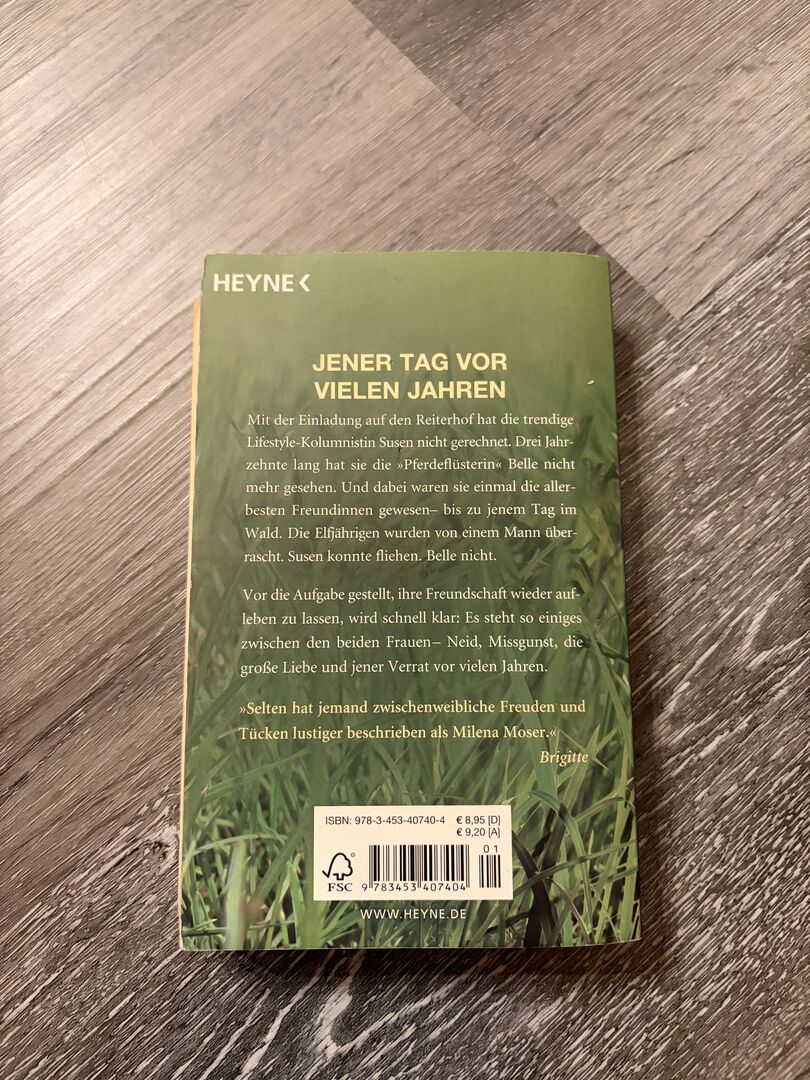 HEYNE<
JENER TAG VOR
VIELEN JAHREN
Mit der Einladung auf den Reiterhof hat die trendige
Lifestyle-Kolumnistin Susen nicht gerechnet. Drei Jahr-
zehnte lang hat sie die »Pferdeflüsterin« Belle nicht
mehr gesehen. Und dabei waren sie einmal die aller-
besten Freundinnen gewesen– bis zu jenem Tag im
Wald. Die Elfjährigen wurden von einem Mann über-
rascht. Susen konnte fliehen. Belle nicht.
Vor die Aufgabe gestellt, ihre Freundschaft wieder auf-
leben zu lassen, wird schnell klar: Es steht so einiges
zwischen den beiden Frauen– Neid, Missgunst, die
große Liebe und jener Verrat vor vielen Jahren.
»Selten hat jemand zwischenweibliche Freuden und
Tücken lustiger beschrieben als Milena Moser.«
Brigitte
ISBN: 978-3-453-40740-4 € 8,95 [D]
€ 9,20 [A]
01
© FSC
9 783453 407404
WWW.HEYNE.DE